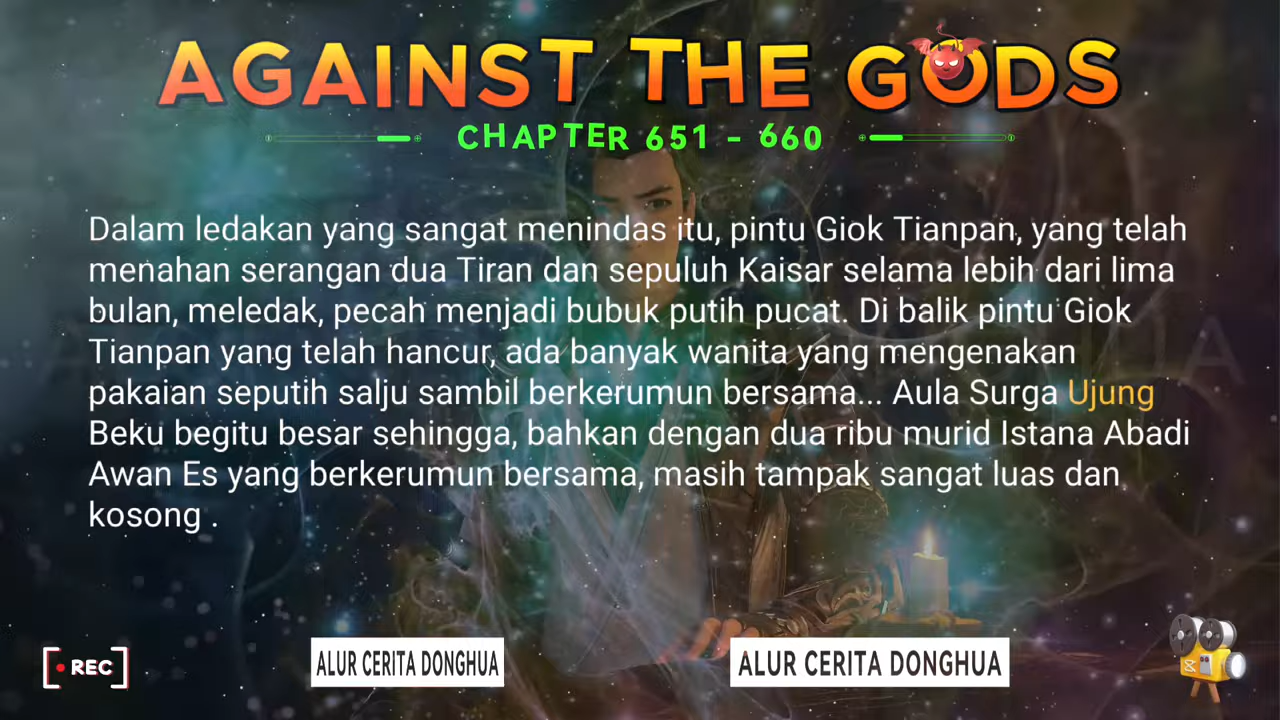 AGAINST THE GODS
CHAPTER 651 - 660
Dalam ledakan yang sangat menindas itu, pintu Giok Tianpan, yang telah
menahan serangan dua Tiran dan sepuluh Kaisar selama lebih dari lima
bulan, meledak, pecah menjadi bubuk putih pucat. Di balik pintu Giok
Tianpan yang telah hancur, ada banyak wanita yang mengenakan
pakaian seputih salju sambil berkerumun bersama... Aula Surga Ujung
Beku begitu besar sehingga, bahkan dengan dua ribu murid Istana Abadi
Awan Es yang berkerumun bersama, masih tampak sangat luas dan
kosong .
REC
ALUR CERITA DONGHUA
ALUR CERITA DONGHUA